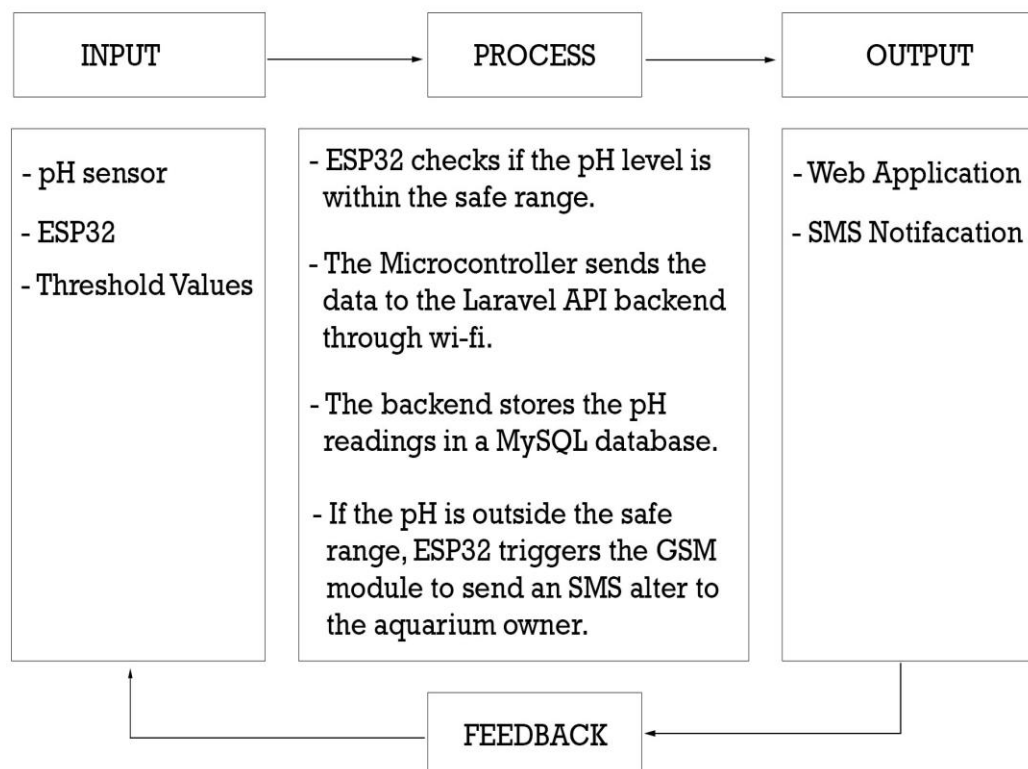 INPUT
PROCESS
OUTPUT
- pH sensor
- ESP32
- Threshold Values
- ESP32 checks if the pH level is
within the safe range.
- The Microcontroller sends the
data to the Laravel API backend
through wi-fi.
- The backend stores the pH
readings in a MySQL database.
- If the pH is outside the safe
range, ESP32 triggers the GSM
module to send an SMS alter to
the aquarium owner.
- Web Application
- SMS Notifacation
FEEDBACK